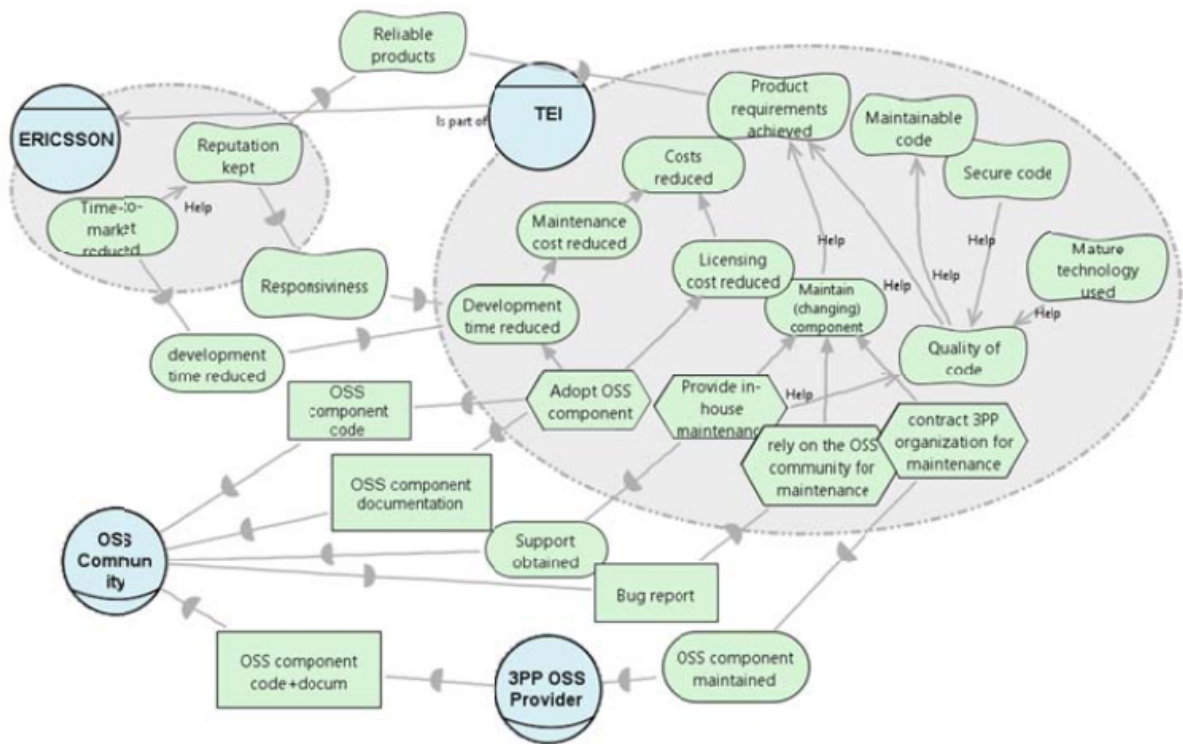 Reliable
products
ERICSSON
Reputation
kept
Time-to-
market
reduced
Help
Is part of
TEI
Product
requirements
achieved
Maintainable
code
Secure code
Costs
reduced
Maintenance
cost reduced
Licensing
cost reduced
Help
Help
Help
Help
Mature
technology
used
Help
Responsiviness
Development
time reduced
Maintain
(changing)
component
Quality of
code
development
time reduced
OSS
component
code
Adopt OSS
component
Provide in-
house
maintenance
Help
rely on the OSS
community for
maintenance
contract 3PP
organization for
maintenance
OSS component
documentation
OSS
Commun
ity
Support
obtained
Bug report
OSS component
code+docum
3PP OSS
Provider
OSS component
maintained